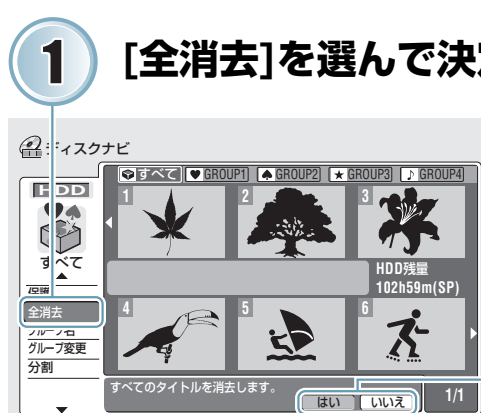 1 [全消去]を選んで決定
ディスクナビ
すべて GROUP1 GROUP2 GROUP3 GROUP4
HDD
すべて
1 2 3
HDD残量
102h59m(SP)
保護
全消去
グループ名
グループ変更
分割
4 5 6
すべてのタイトルを消去します。
はい いいえ 1/1